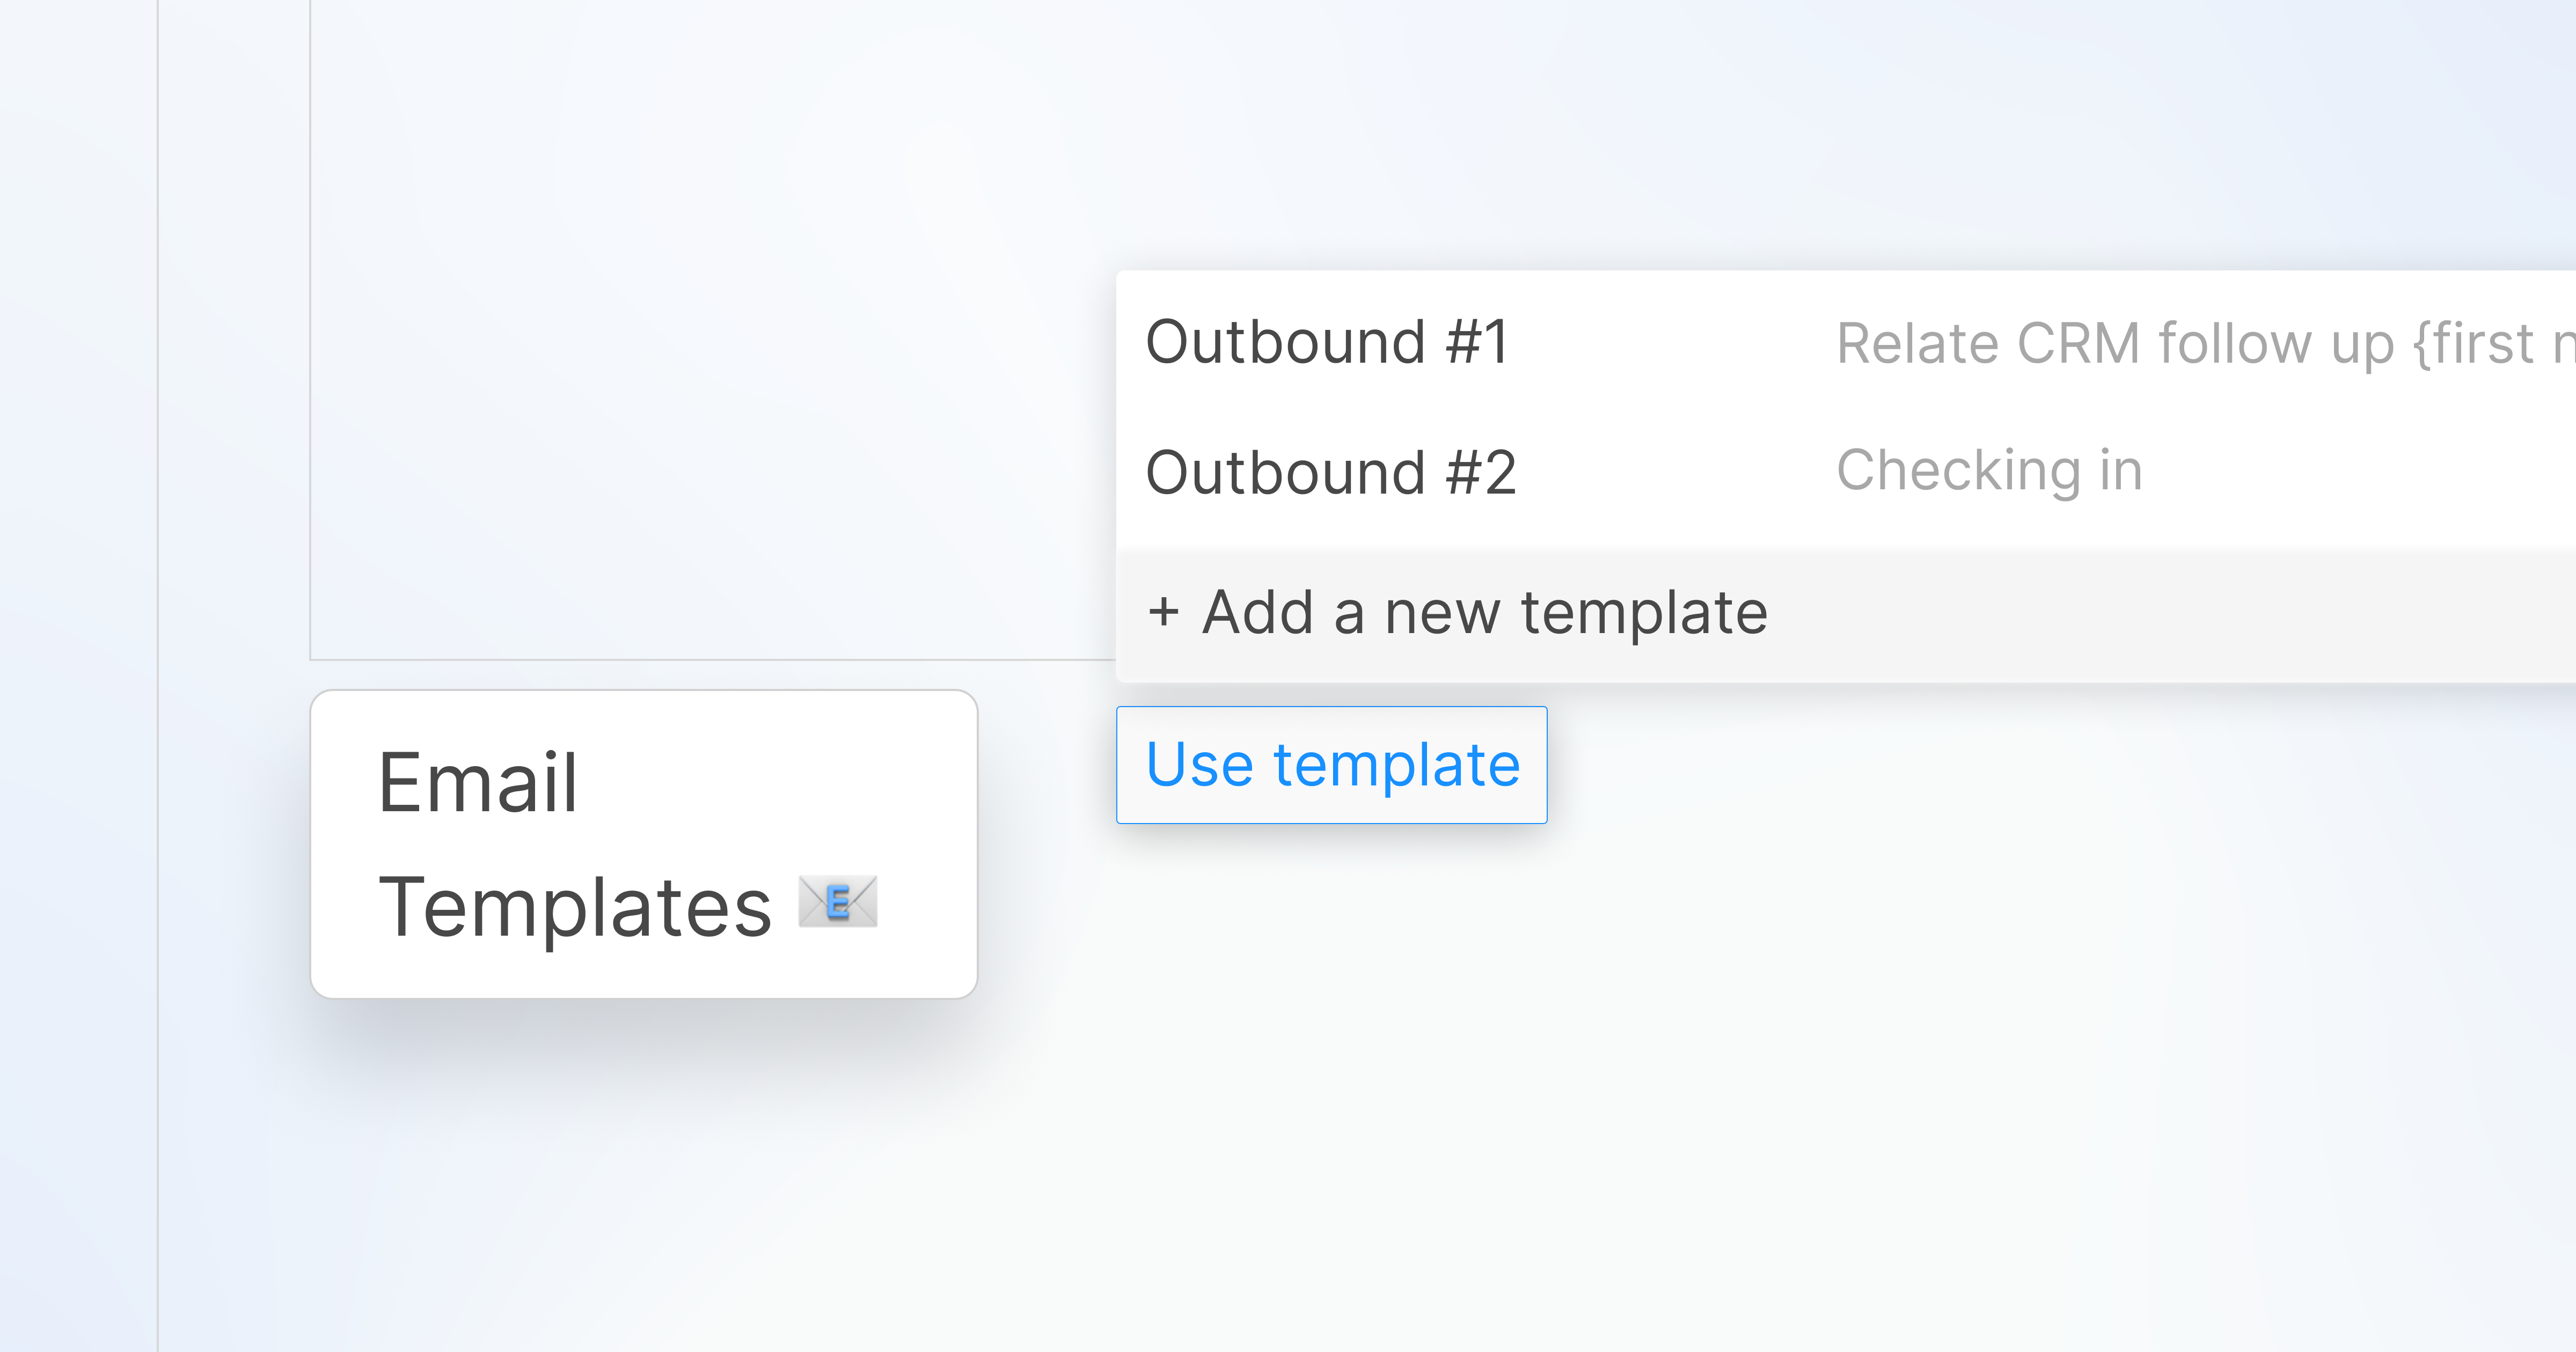 Outbound #1 Relate CRM follow up {first
Outbound #2 Checking in
+ Add a new template
Use template
Email
Templates 📧